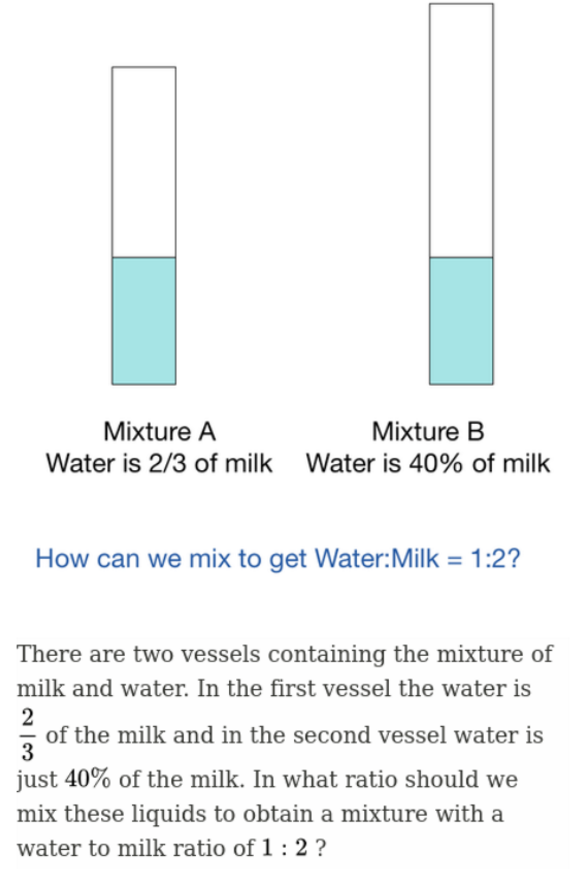 Mixture A
Water is 2/3 of milk
Mixture B
Water is 40% of milk
How can we mix to get Water:Milk = 1:2?
There are two vessels containing the mixture of
milk and water. In the first vessel the water is
2/3 of the milk and in the second vessel water is
just 40% of the milk. In what ratio should we
mix these liquids to obtain a mixture with a
water to milk ratio of 1 : 2 ?